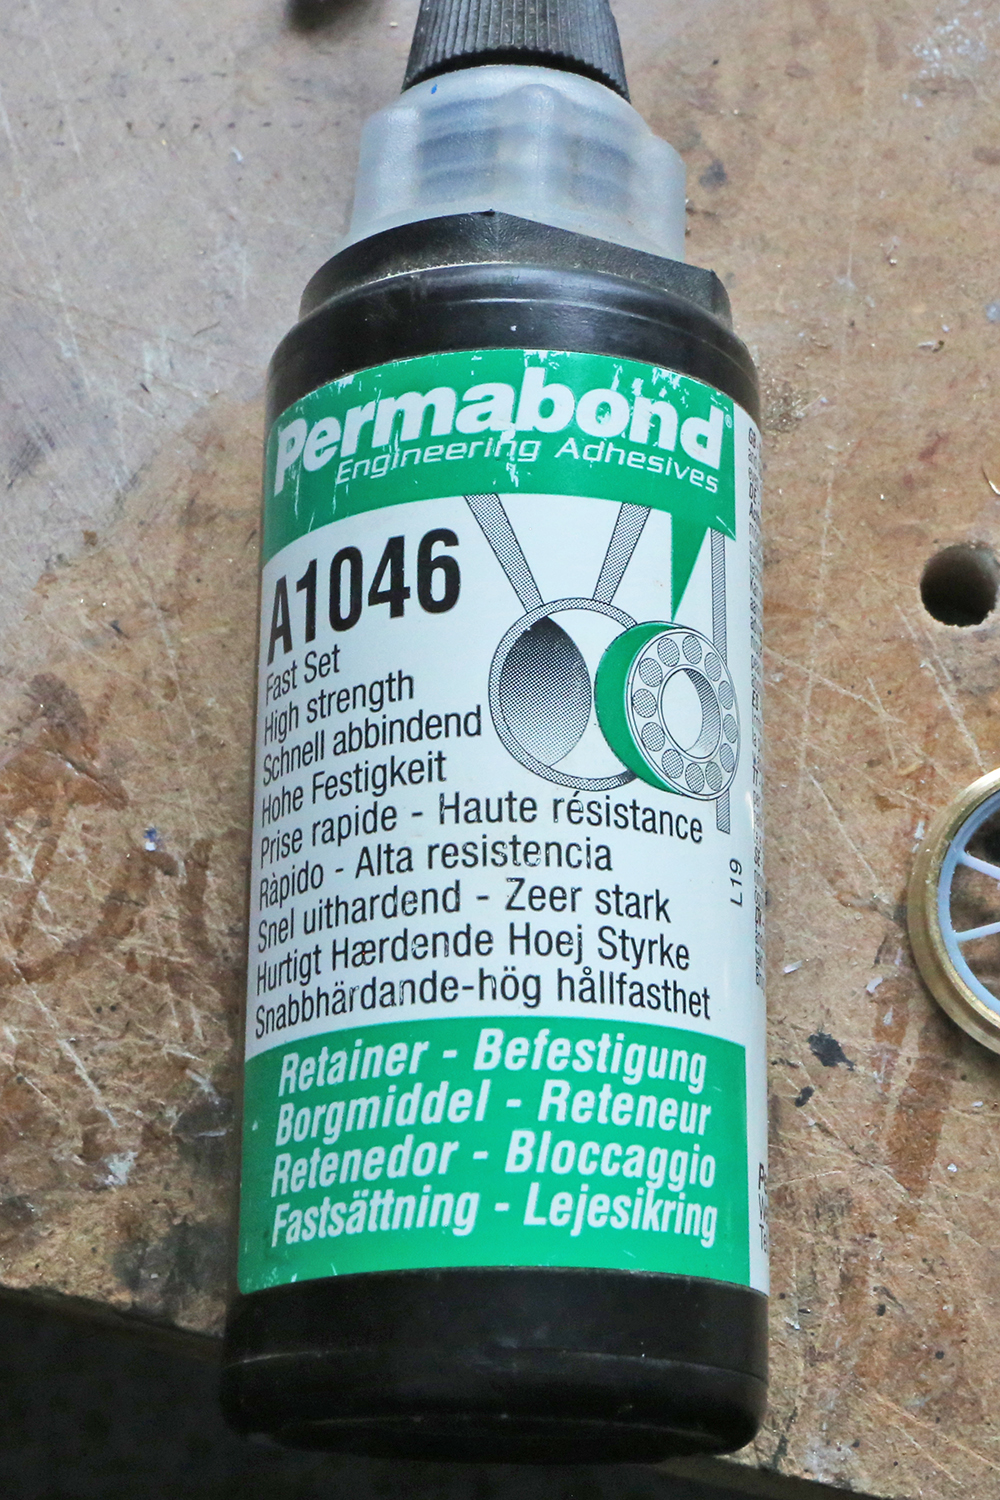 Permabond®
Engineering Adhesives
A1046
Fast Set
High strength
Schnell abbindend
Hohe Festigkeit
Prise rapide - Haute résistance
Ràpido - Alta resistencia
Snel uithardend - Zeer stark
Hurtigt Hærdende Hoej Styrke
Snabbhärdande-hög hållfasthet
L19
Retainer - Befestigung
Borgmiddel - Reteneur
Retenedor - Bloccaggio
Fastsättning - Lejesikring